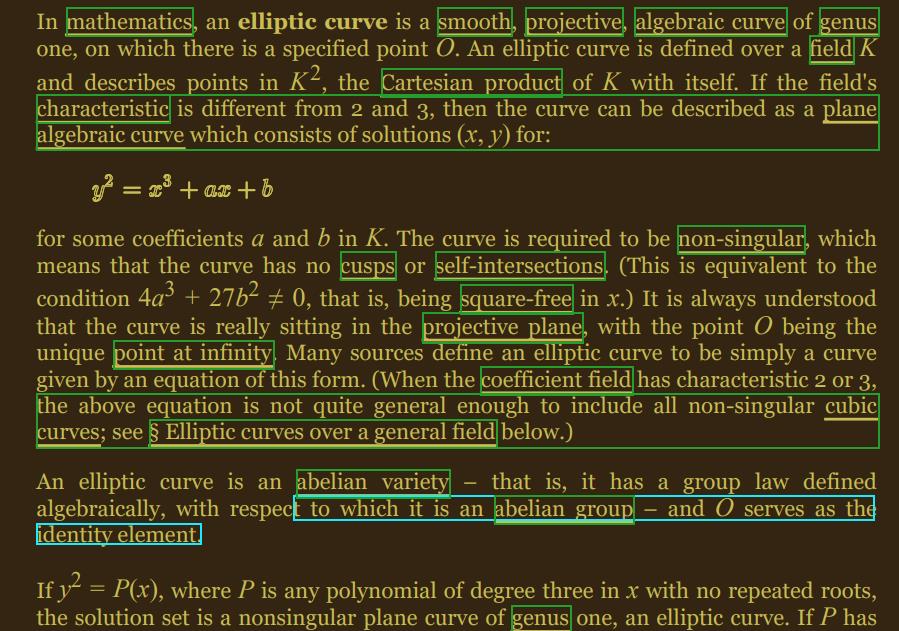 In mathematics, an elliptic curve is a smooth, projective, algebraic curve of genus
one, on which there is a specified point O. An elliptic curve is defined over a field K
and describes points in K², the Cartesian product of K with itself. If the field's
characteristic is different from 2 and 3, then the curve can be described as a plane
algebraic curve which consists of solutions (x, y) for:
y² = x³ + ax + b
for some coefficients a and b in K. The curve is required to be non-singular, which
means that the curve has no cusps or self-intersections. (This is equivalent to the
condition 4a³ + 27b² ≠ 0, that is, being square-free in x.) It is always understood
that the curve is really sitting in the projective plane, with the point O being the
unique point at infinity. Many sources define an elliptic curve to be simply a curve
given by an equation of this form. (When the coefficient field has characteristic 2 or 3,
the above equation is not quite general enough to include all non-singular cubic
curves; see § Elliptic curves over a general field below.)
An elliptic curve is an abelian variety – that is, it has a group law defined
algebraically, with respect to which it is an abelian group – and O serves as the
identity element.
If y² = P(x), where P is any polynomial of degree three in x with no repeated roots,
the solution set is a nonsingular plane curve of genus one, an elliptic curve. If P has